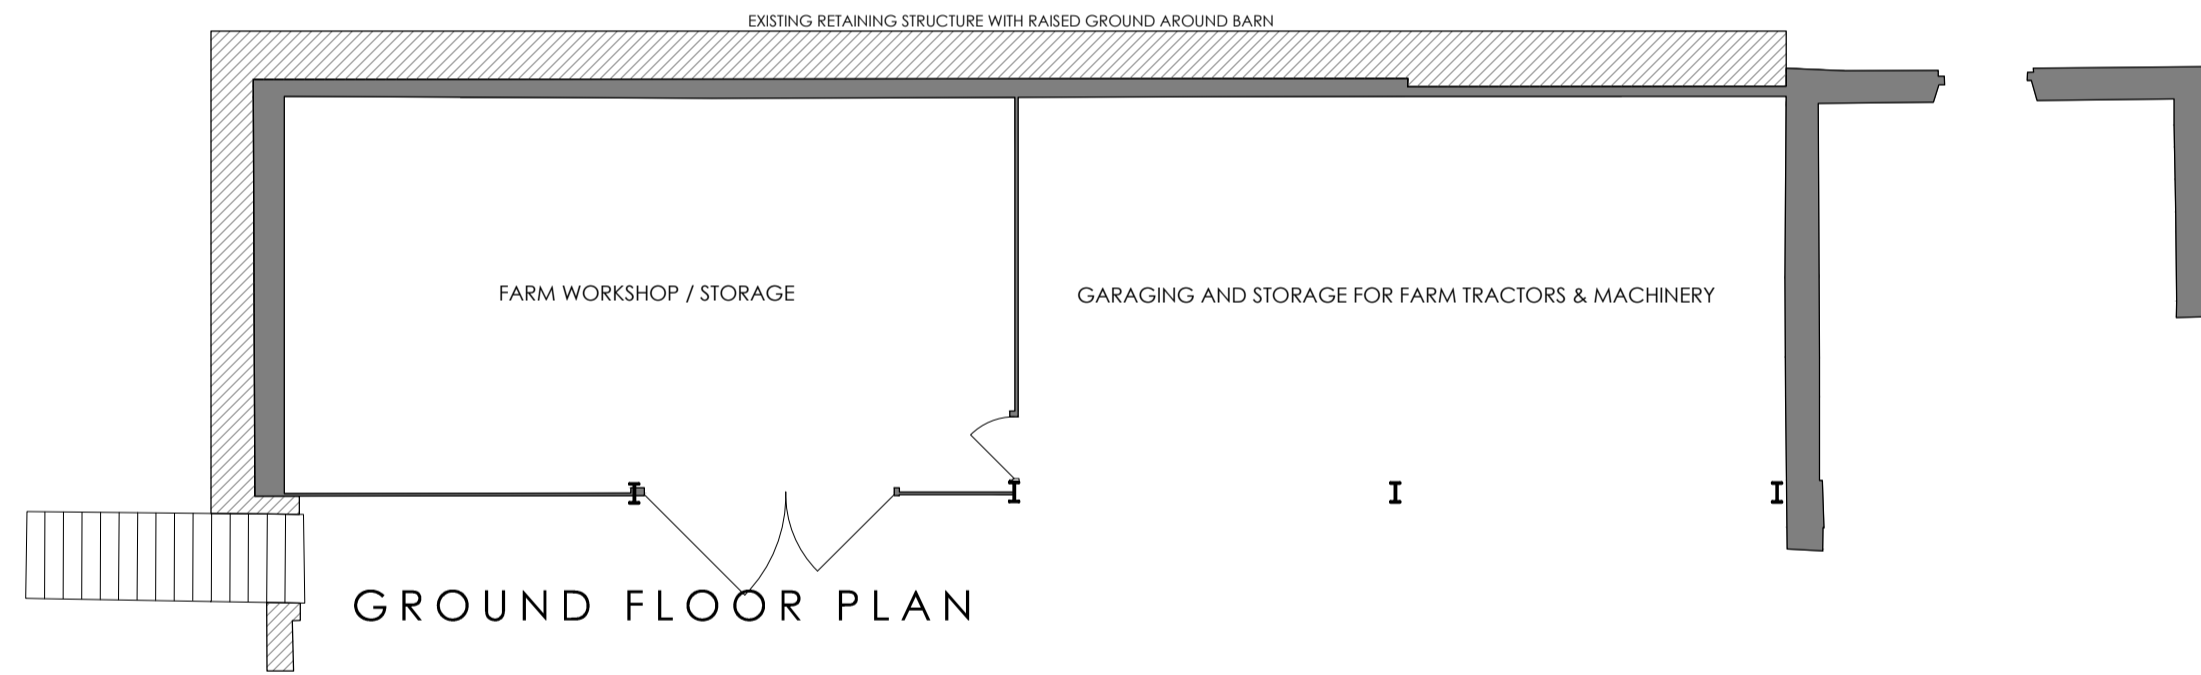 EXISTING RETAINING STRUCTURE WITH RAISED GROUND AROUND BARN
FARM WORKSHOP / STORAGE
GARAGING AND STORAGE FOR FARM TRACTORS & MACHINERY
GROUND FLOOR PLAN